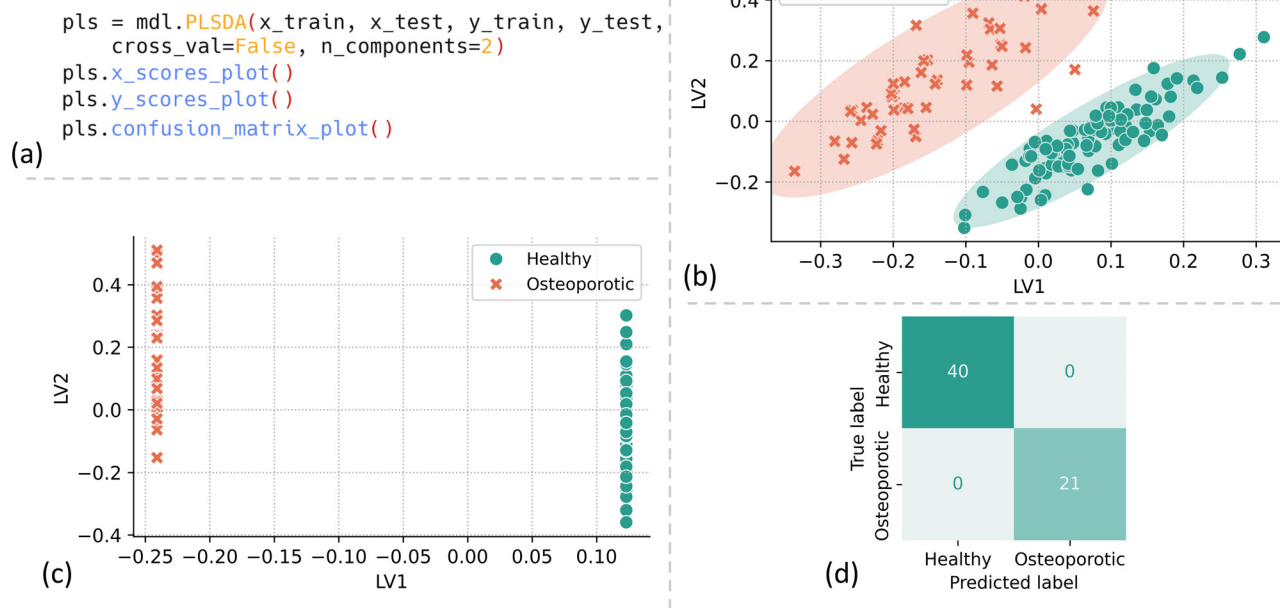 pls = mdl.PLSDA(x_train, x_test, y_train, y_test,
cross_val=False, n_components=2)
pls.x_scores_plot()
pls.y_scores_plot()
pls.confusion_matrix_plot()
(a)
0.4
0.2
0.0
−0.2
LV2
−0.3
−0.2
−0.1
0.0
0.1
0.2
0.3
LV1
(b)
Healthy
Osteoporotic
0.4
0.2
0.0
−0.2
−0.4
LV2
−0.25
−0.20
−0.15
−0.10
−0.05
0.00
0.05
0.10
LV1
(c)
True label
Healthy
Osteoporotic
40
0
0
21
Healthy
Osteoporotic
Predicted label
(d)